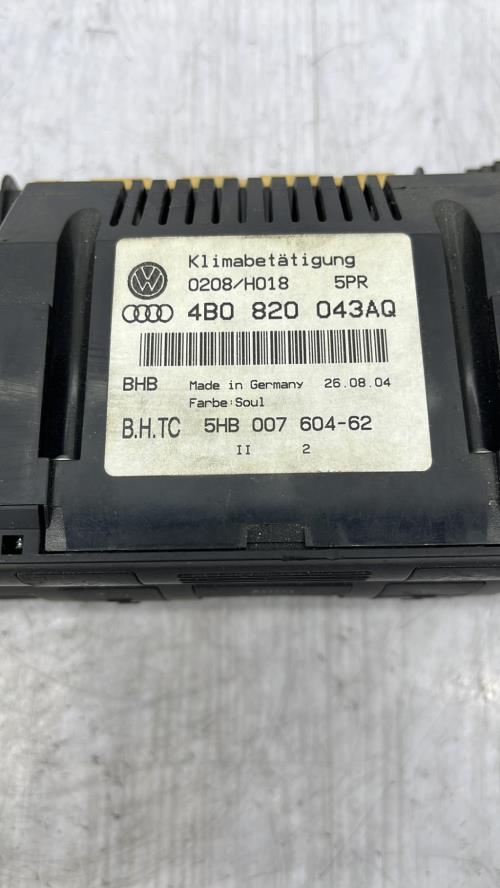 Klimabetätigung
0208/H018 5PR
4B0 820 043AQ
BHB Made in Germany 26.08.04
Farbe:Soul
B.H.TC 5HB 007 604-62
II 2